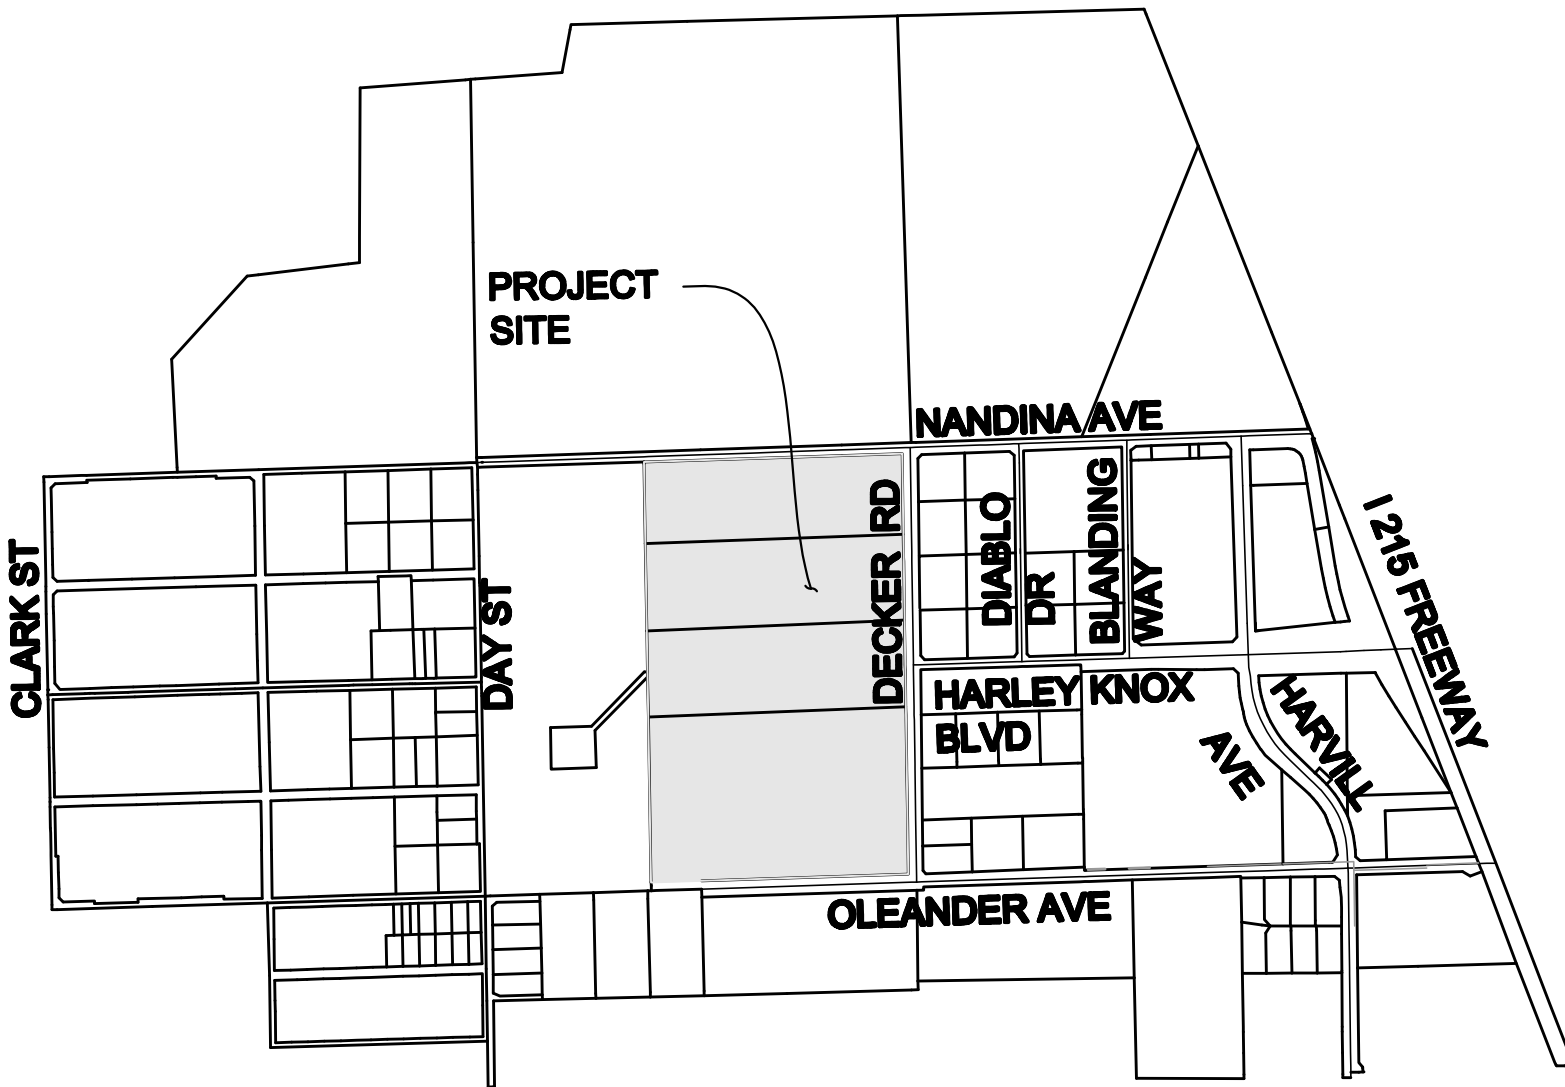 PROJECT
SITE
NANDINA AVE
CLARK ST
DAY ST
DECKER RD
DIABLO
DR
BLANDING
WAY
I 215 FREEWAY
HARLEY KNOX
BLVD
HARVILL
AVE
OLEANDER AVE